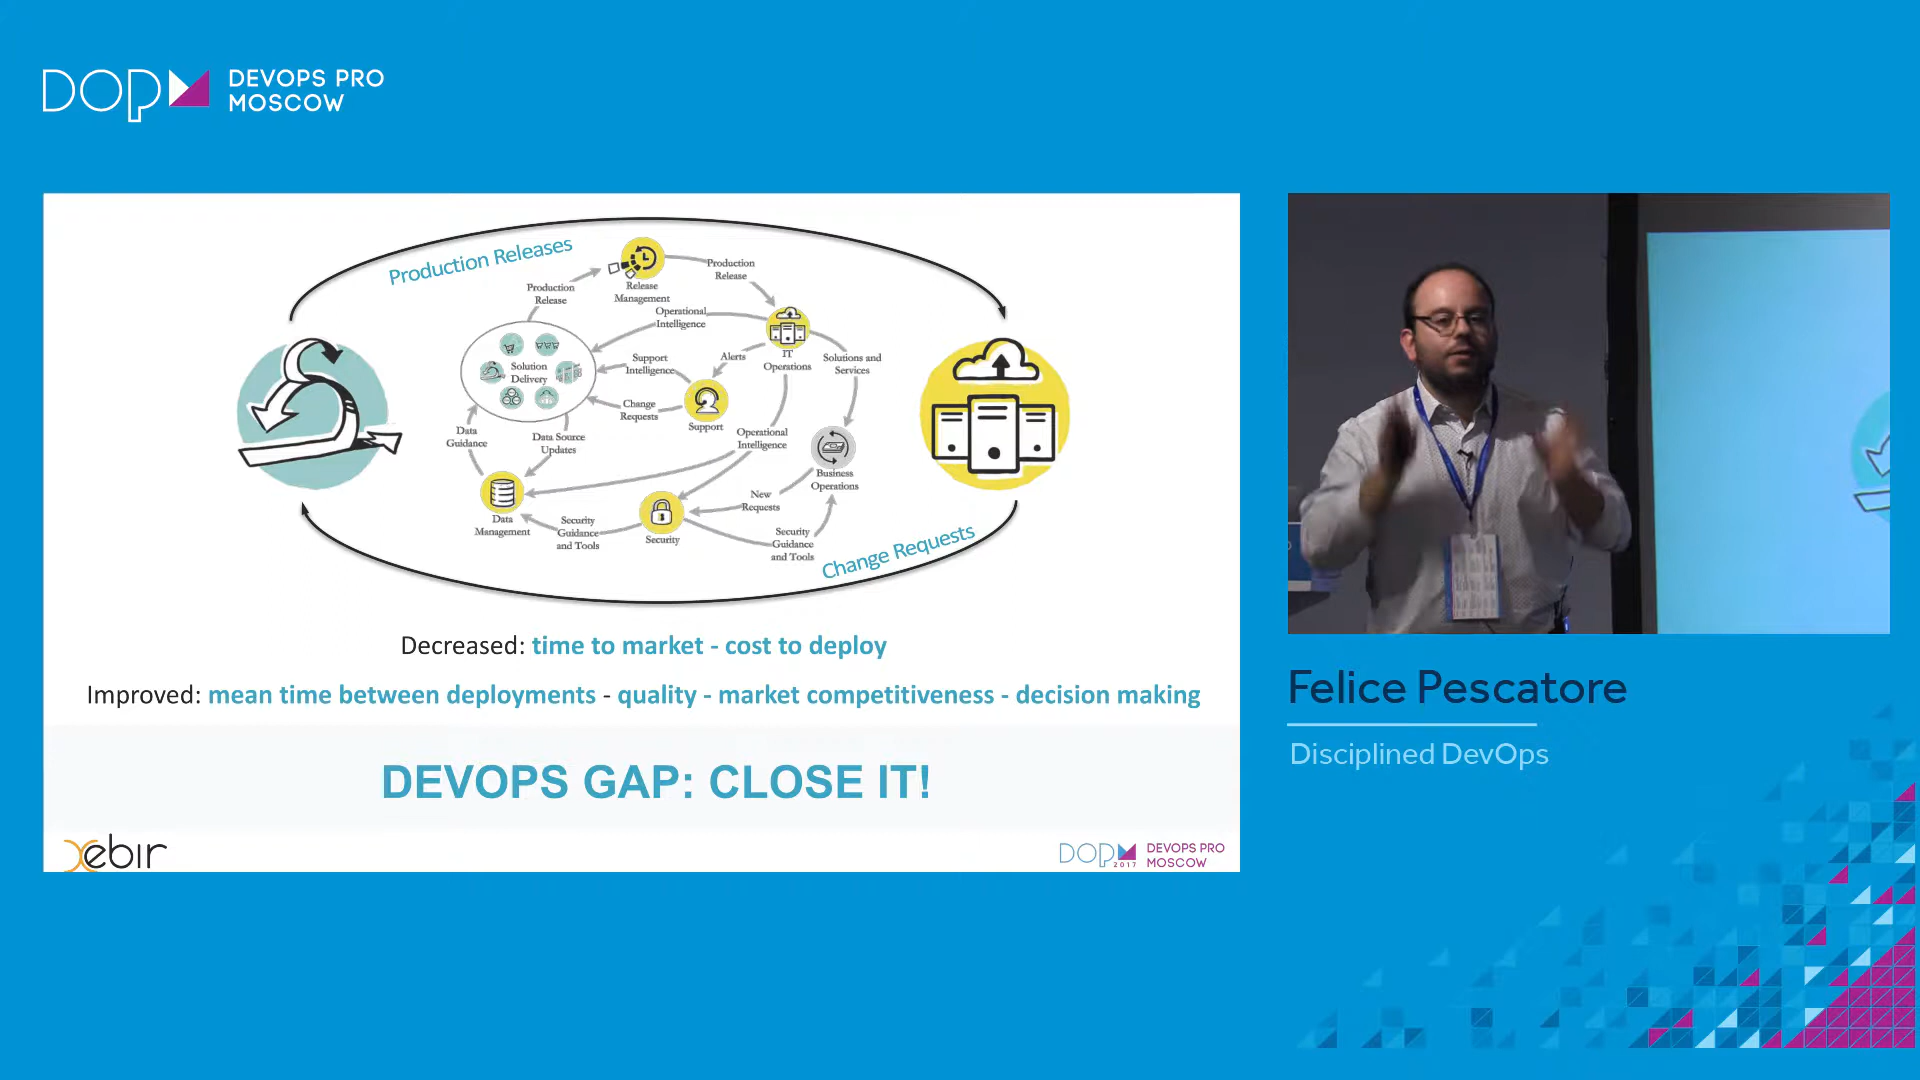 DOP DEVOPS PRO
MOSCOW
Production Releases
Production
Release
Release
Management
Production
Release
Operational
Intelligence
IT
Operations
Solution
Delivery
Support
Intelligence
Alerts
Solutions and
Services
Change
Requests
Support
Data
Guidance
Data Source
Updates
Operational
Intelligence
Business
Operations
New
Requests
Data
Management
Security
Guidance
and Tools
Security
Security
Guidance
and Tools
Change Requests
Decreased: time to market - cost to deploy
Improved: mean time between deployments - quality - market competitiveness - decision making
DEVOPS GAP: CLOSE IT!
xebir
DOP 2017 DEVOPS PRO
MOSCOW
Felice Pescatore
Disciplined DevOps